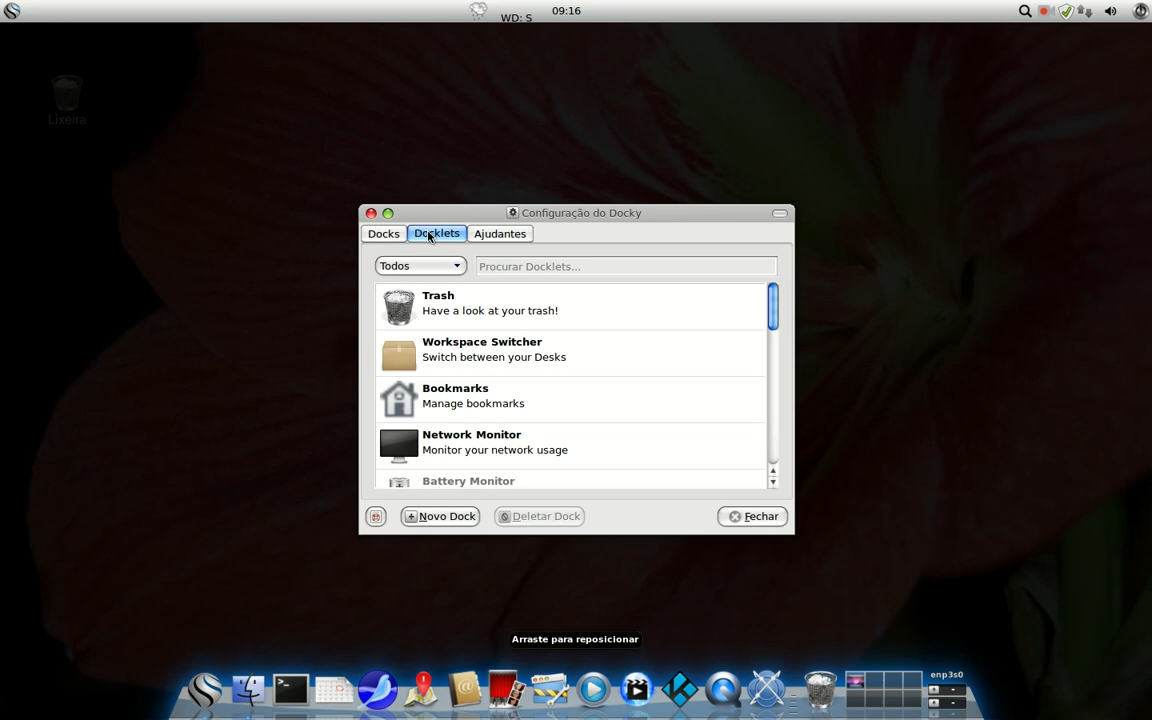 WD: S
09:16
Lixeira
Configuração do Docky
Docks
Docklets
Ajudantes
Todos
Procurar Docklets...
Trash
Have a look at your trash!
Workspace Switcher
Switch between your Desks
Bookmarks
Manage bookmarks
Network Monitor
Monitor your network usage
Battery Monitor
Novo Dock
Deletar Dock
Fechar
Arraste para reposicionar
enp3s0